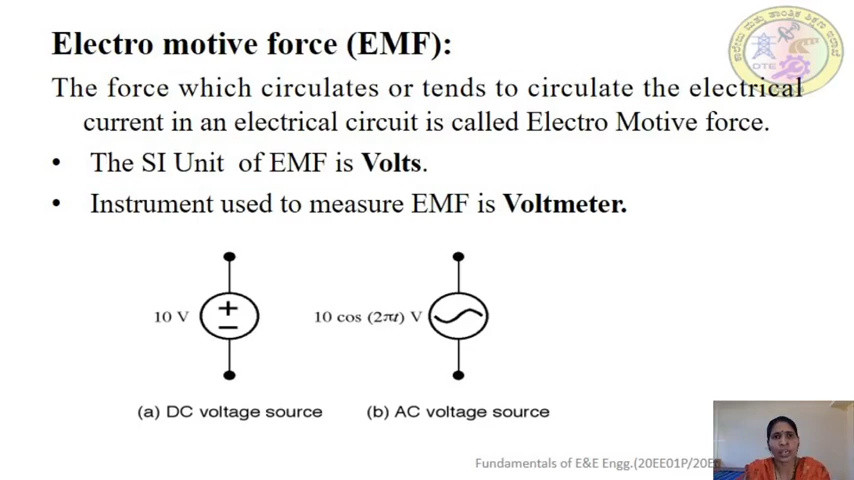 Electro motive force (EMF):
The force which circulates or tends to circulate the electrical
current in an electrical circuit is called Electro Motive force.
• The SI Unit of EMF is Volts.
• Instrument used to measure EMF is Voltmeter.
10 V
+
−
10 cos (2πt) V
(a) DC voltage source
(b) AC voltage source
DTE
Fundamentals of E&E Engg.(20EE01P/20E